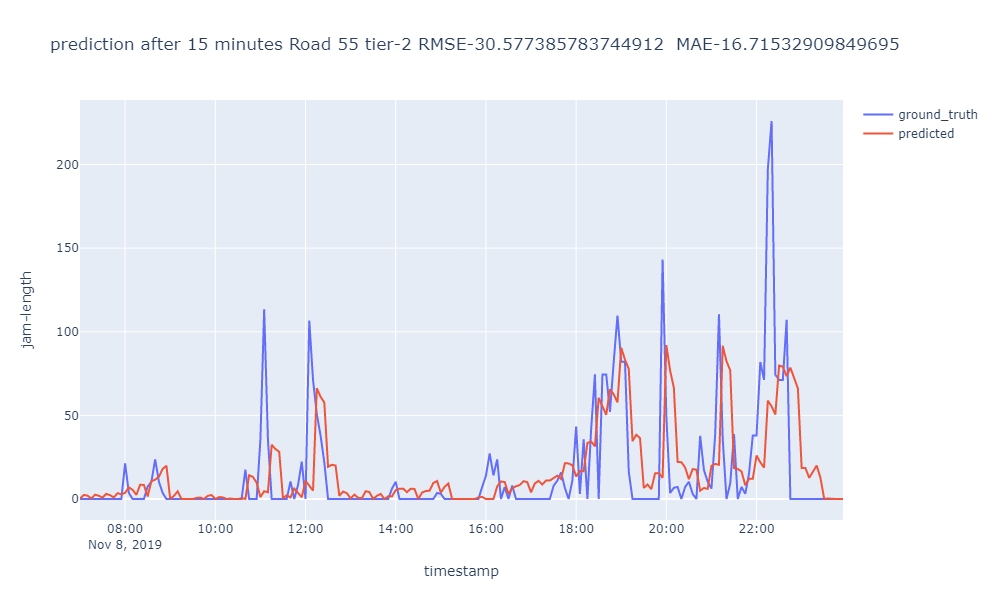 prediction after 15 minutes Road 55 tier-2 RMSE-30.577385783744912  MAE-16.71532909849695
ground_truth
predicted
200
150
100
50
0
jam-length
08:00 10:00 12:00 14:00 16:00 18:00 20:00 22:00
Nov 8, 2019
timestamp